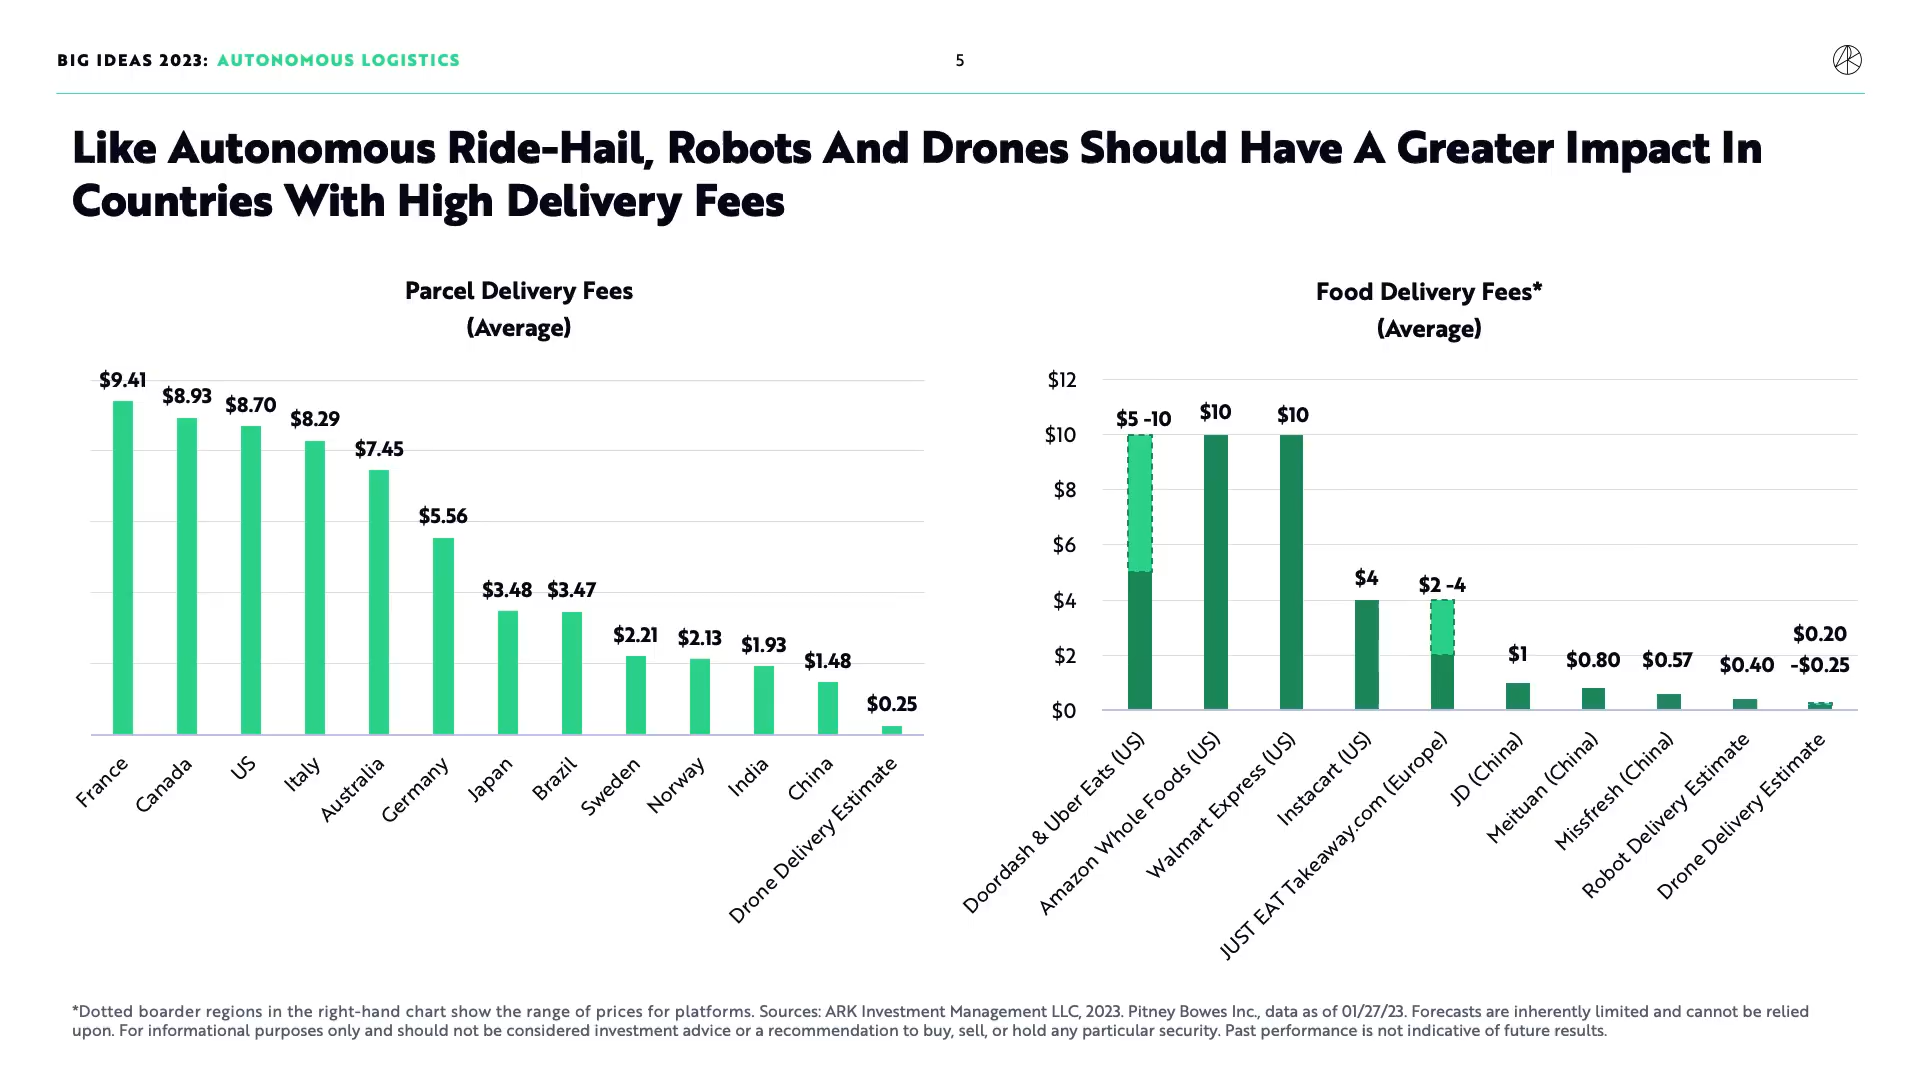 BIG IDEAS 2023: AUTONOMOUS LOGISTICS
5
Like Autonomous Ride-Hail, Robots And Drones Should Have A Greater Impact In
Countries With High Delivery Fees
Parcel Delivery Fees
(Average)
$9.41
$8.93
$8.70
$8.29
$7.45
$5.56
$3.48
$3.47
$2.21
$2.13
$1.93
$1.48
$0.25
France
Canada
US
Italy
Australia
Germany
Japan
Brazil
Sweden
Norway
India
China
Drone Delivery Estimate
Food Delivery Fees*
(Average)
$12
$10
$8
$6
$4
$2
$0
$5 -10
$10
$10
$4
$2 -4
$1
$0.80
$0.57
$0.40
$0.20
-$0.25
Doordash & Uber Eats (US)
Amazon Whole Foods (US)
Walmart Express (US)
Instacart (US)
JUST EAT Takeaway.com (Europe)
JD (China)
Meituan (China)
Missfresh (China)
Robot Delivery Estimate
Drone Delivery Estimate
*Dotted boarder regions in the right-hand chart show the range of prices for platforms. Sources: ARK Investment Management LLC, 2023. Pitney Bowes Inc., data as of 01/27/23. Forecasts are inherently limited and cannot be relied
upon. For informational purposes only and should not be considered investment advice or a recommendation to buy, sell, or hold any particular security. Past performance is not indicative of future results.